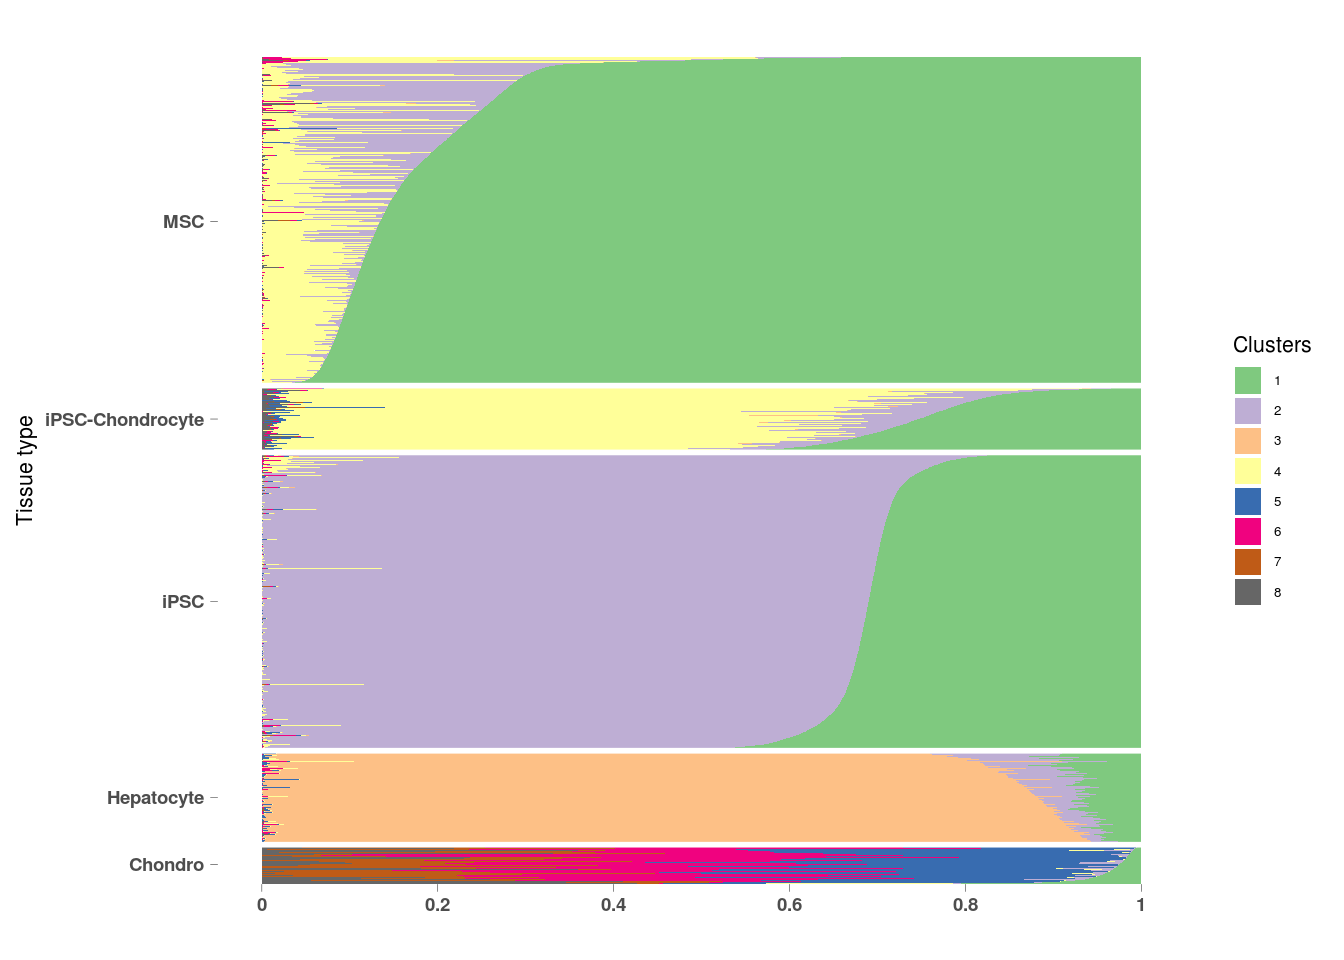 MSC
iPSC-Chondrocyte
iPSC
Hepatocyte
Chondro
Tissue type
0 0.2 0.4 0.6 0.8 1
Clusters
1
2
3
4
5
6
7
8